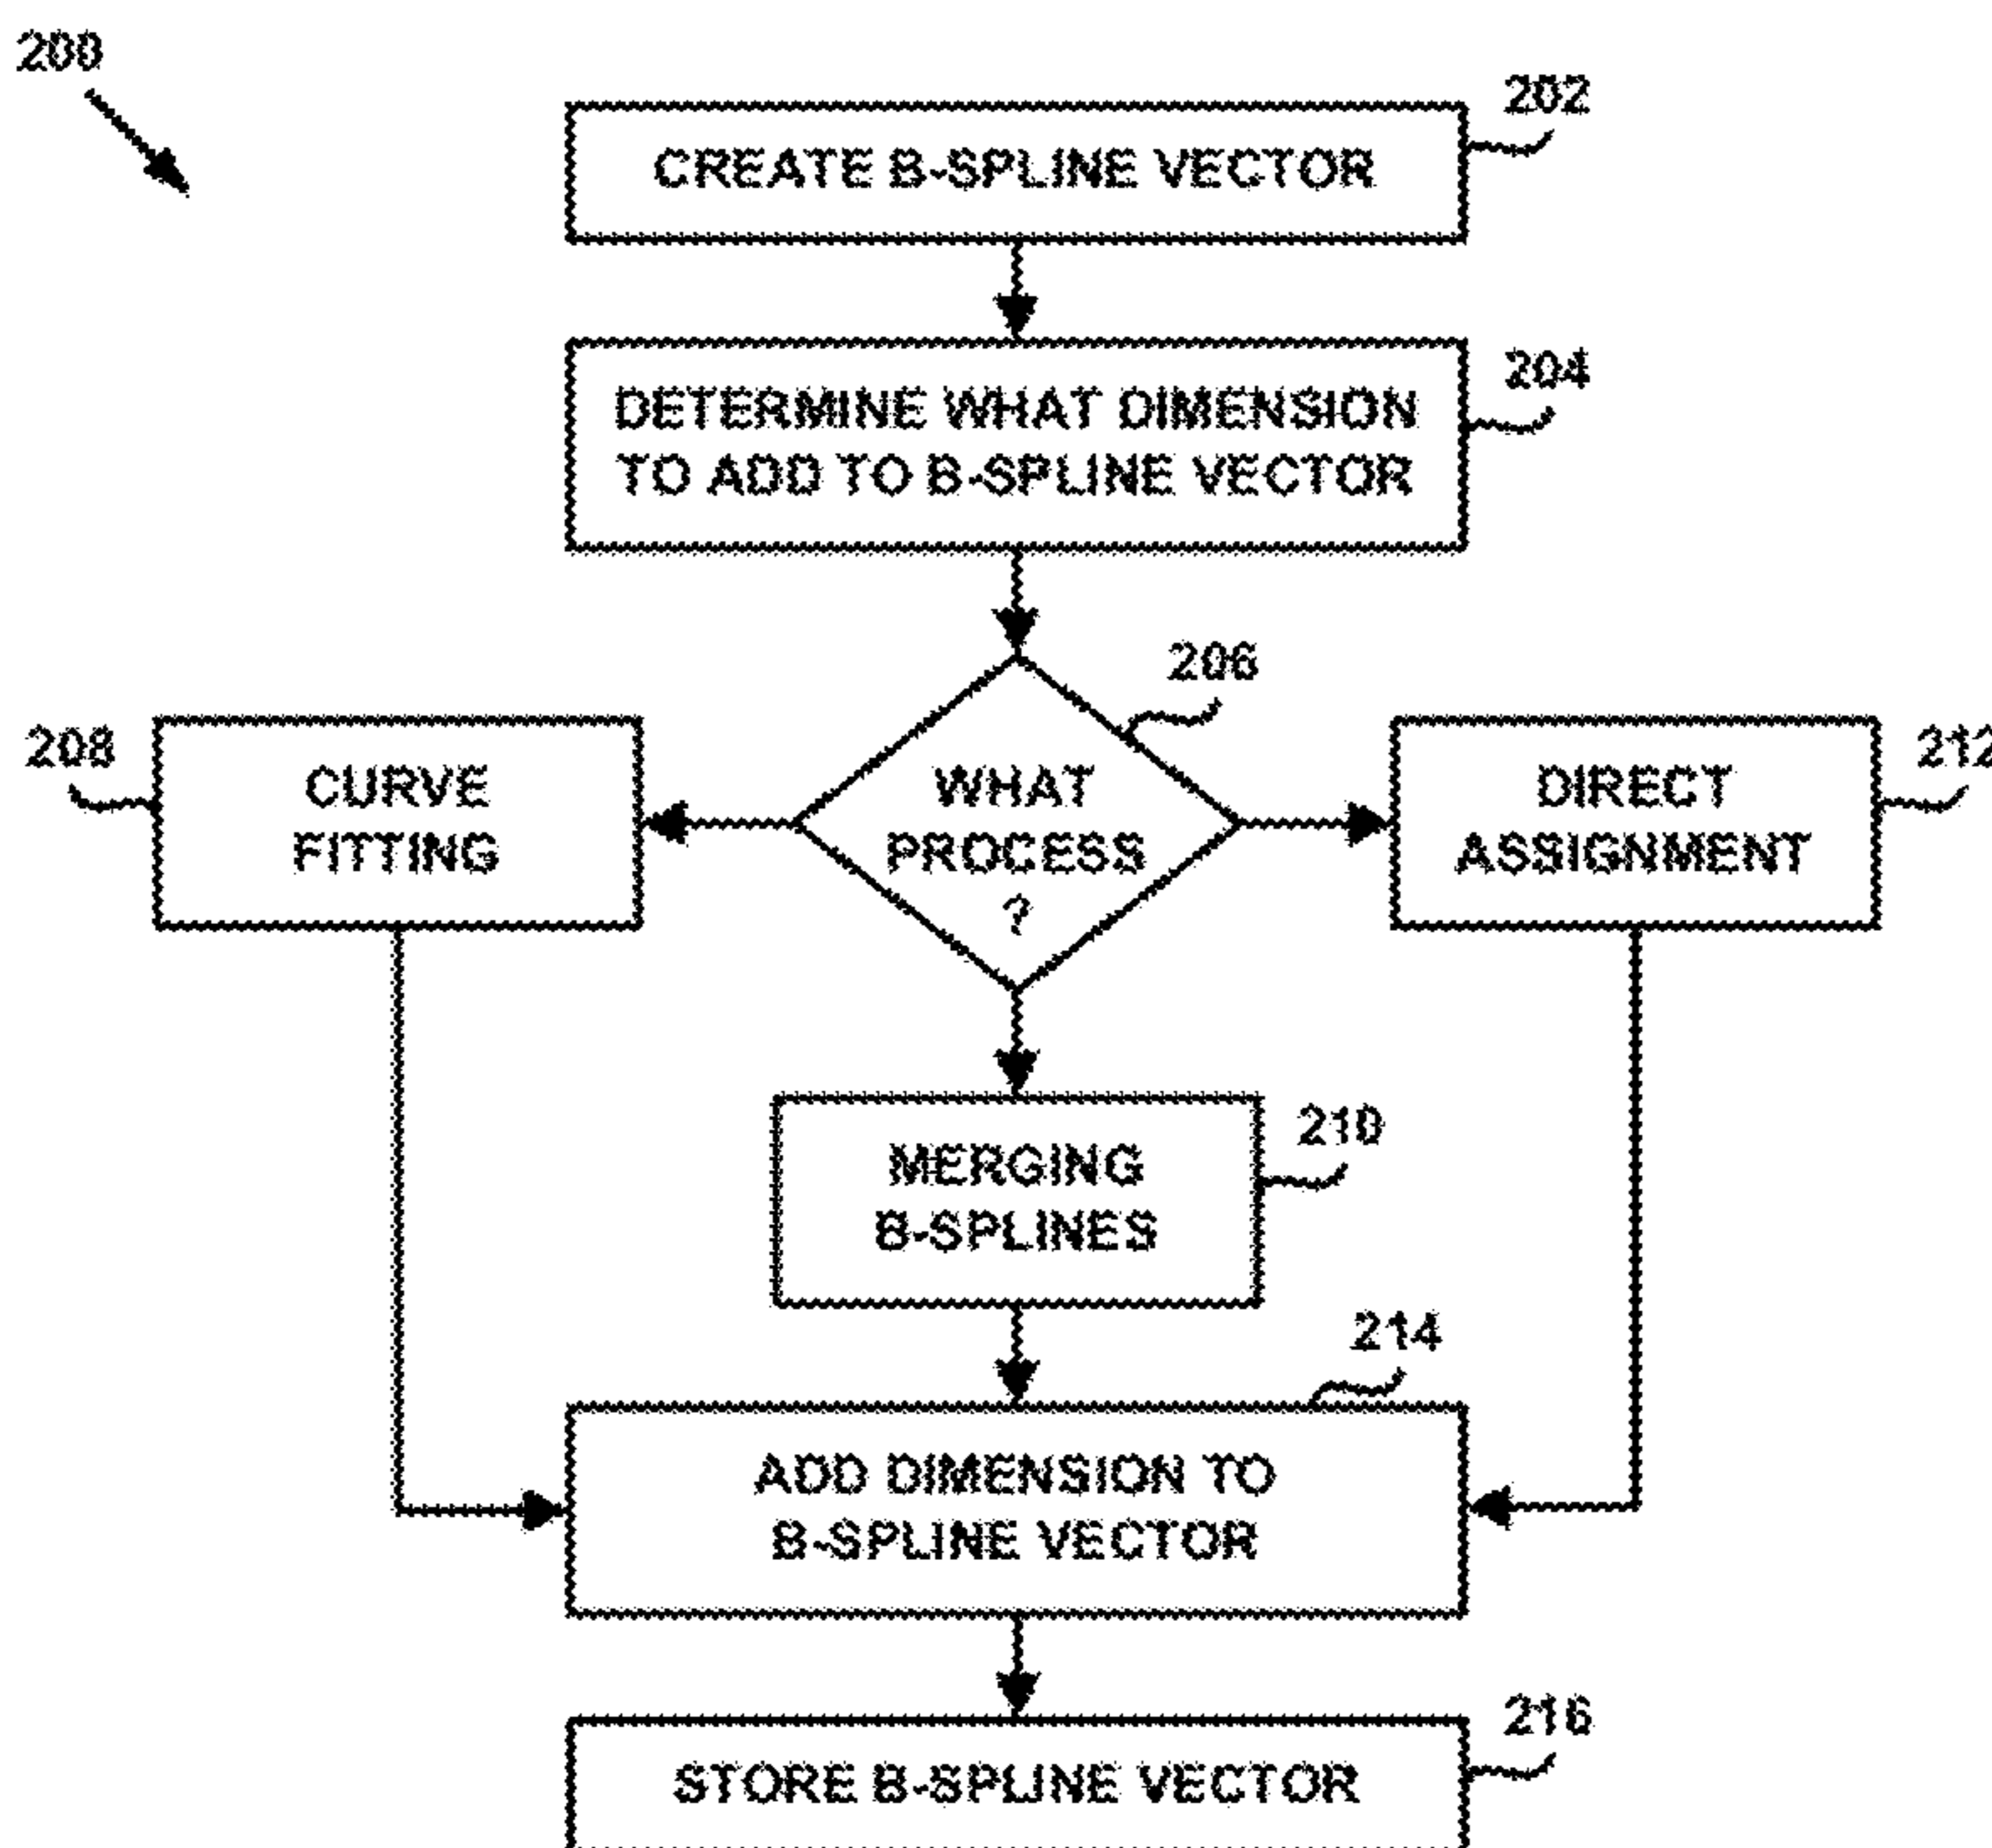 200
202
CREATE B-SPLINE VECTOR
204
DETERMINE WHAT DIMENSION
TO ADD TO B-SPLINE VECTOR
206
208
CURVE
FITTING
WHAT
PROCESS
?
212
DIRECT
ASSIGNMENT
210
MERGING
B-SPLINES
214
ADD DIMENSION TO
B-SPLINE VECTOR
216
STORE B-SPLINE VECTOR